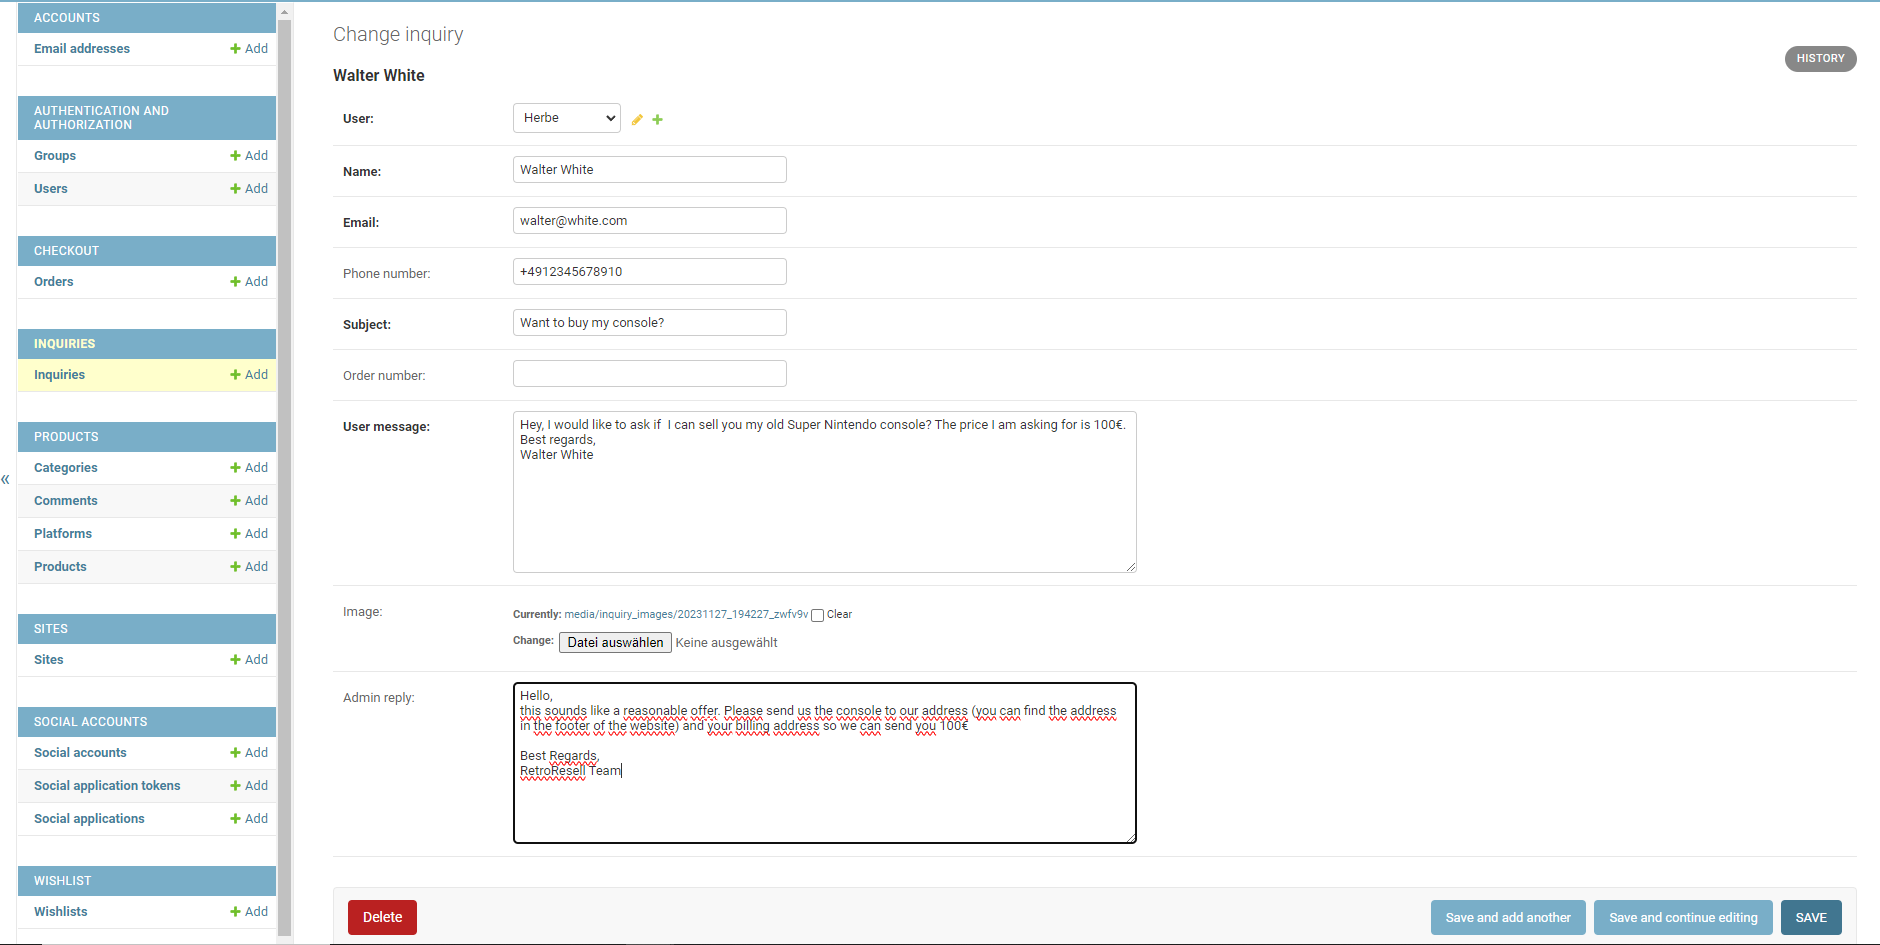 ACCOUNTS
Email addresses
Add
AUTHENTICATION AND
AUTHORIZATION
Groups
Add
Users
Add
CHECKOUT
Orders
Add
INQUIRIES
Inquiries
Add
PRODUCTS
Categories
Add
Comments
Add
Platforms
Add
Products
Add
SITES
Sites
Add
SOCIAL ACCOUNTS
Social accounts
Add
Social application tokens
Add
Social applications
Add
WISHLIST
Wishlists
Add
«
Change inquiry
HISTORY
Walter White
User:
Herbe
Name:
Walter White
Email:
walter@white.com
Phone number:
+4912345678910
Subject:
Want to buy my console?
Order number:
User message:
Hey, I would like to ask if  I can sell you my old Super Nintendo console? The price I am asking for is 100€.
Best regards,
Walter White
Image:
Currently: media/inquiry_images/20231127_194227_zwfv9v Clear
Change: Datei auswählen Keine ausgewählt
Admin reply:
Hello,
this sounds like a reasonable offer. Please send us the console to our address (you can find the address
in the footer of the website) and your billing address so we can send you 100€
Best Regards,
RetroResell Team
Delete
Save and add another
Save and continue editing
SAVE